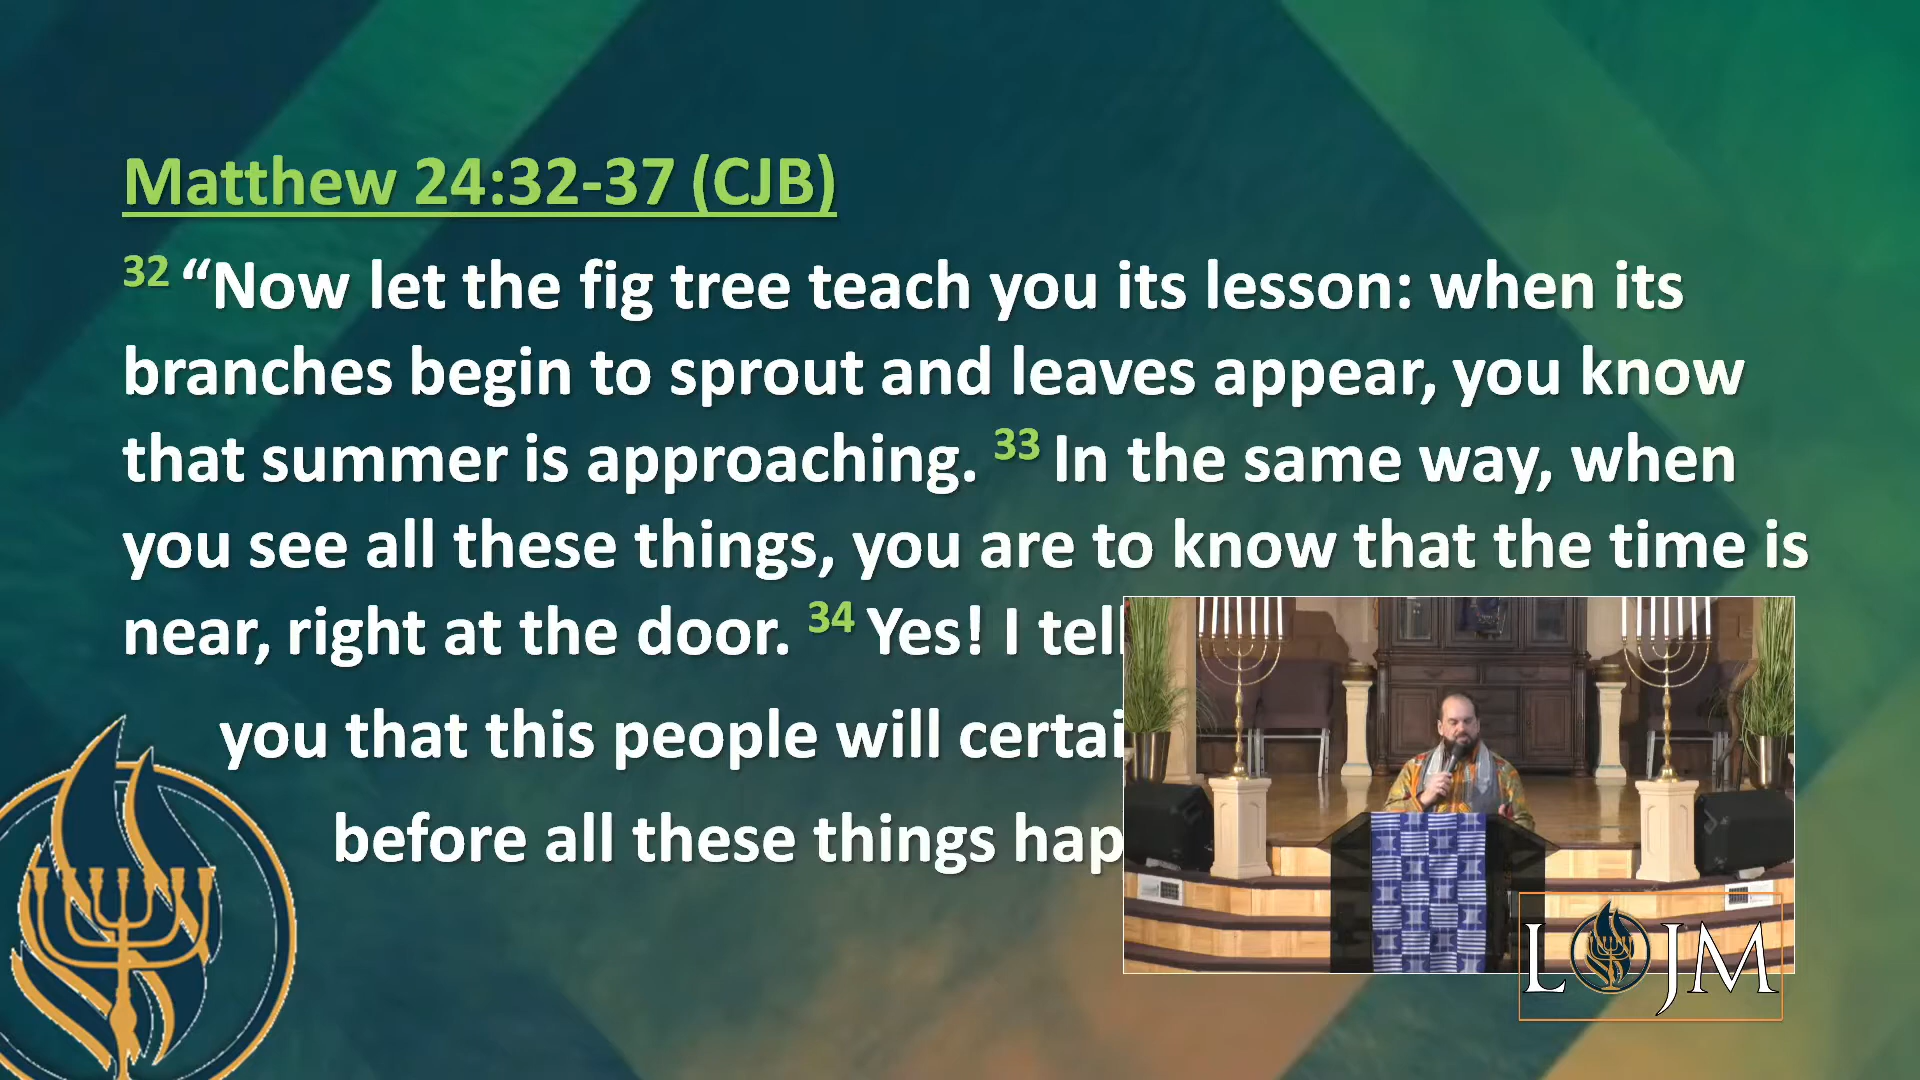 Matthew 24:32-37 (CJB)
32 “Now let the fig tree teach you its lesson: when its
branches begin to sprout and leaves appear, you know
that summer is approaching. 33 In the same way, when
you see all these things, you are to know that the time is
near, right at the door. 34 Yes! I tell
you that this people will certai
before all these things hap
LOJM